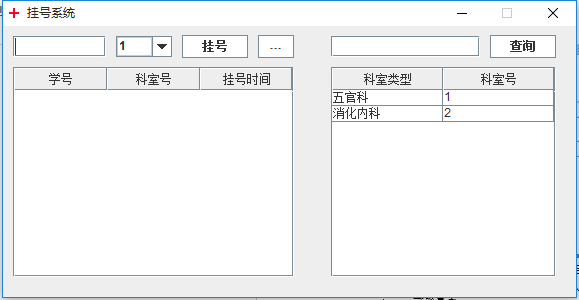 挂号系统
1 挂号 ... 查询
学号 科室号 挂号时间 科室类型 科室号
五官科 1
消化内科 2